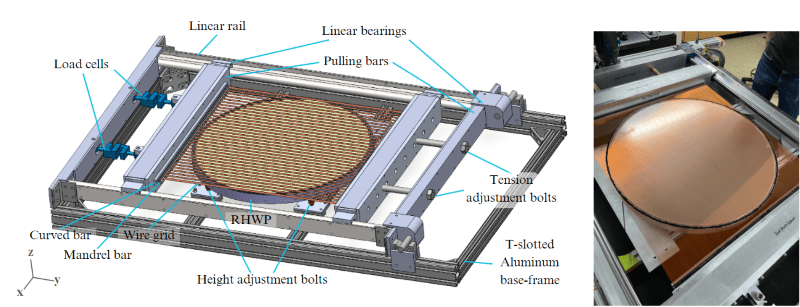 Linear rail
Linear bearings
Load cells
Pulling bars
Tension
adjustment bolts
RHWP
Curved bar
Wire grid
Mandrel bar
Height adjustment bolts
T-slotted
Aluminum
base-frame
z
y
x